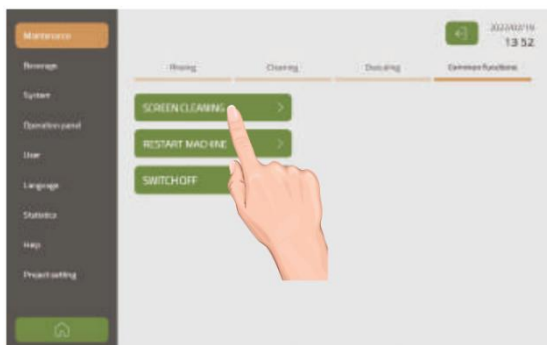 Maintenance
2022/02/16
13 52
Beverage
Rinsing
Cleaning
Descaling
Common functions
System
SCREEN CLEANING
Operation panel
RESTART MACHINE
User
Language
SWITCH OFF
Statistics
Help
Project setting